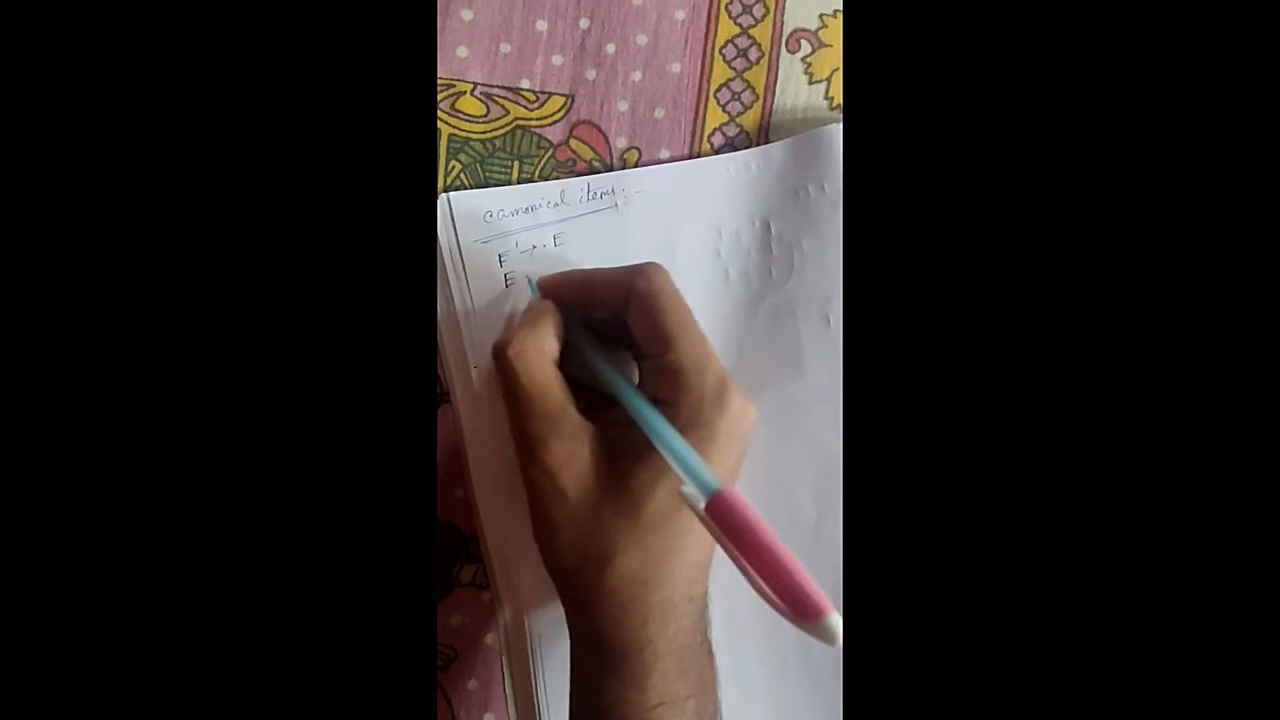 canonical items:-
E' → . E
E